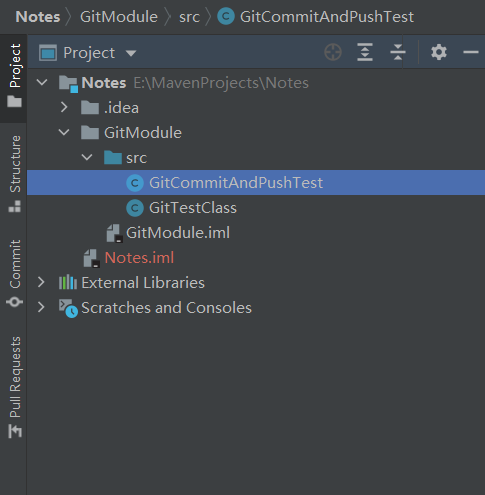 Notes GitModule src GitCommitAndPushTest
Project
Project
Structure
Commit
Pull Requests
Notes E:\MavenProjects\Notes
.idea
GitModule
src
GitCommitAndPushTest
GitTestClass
GitModule.iml
Notes.iml
External Libraries
Scratches and Consoles